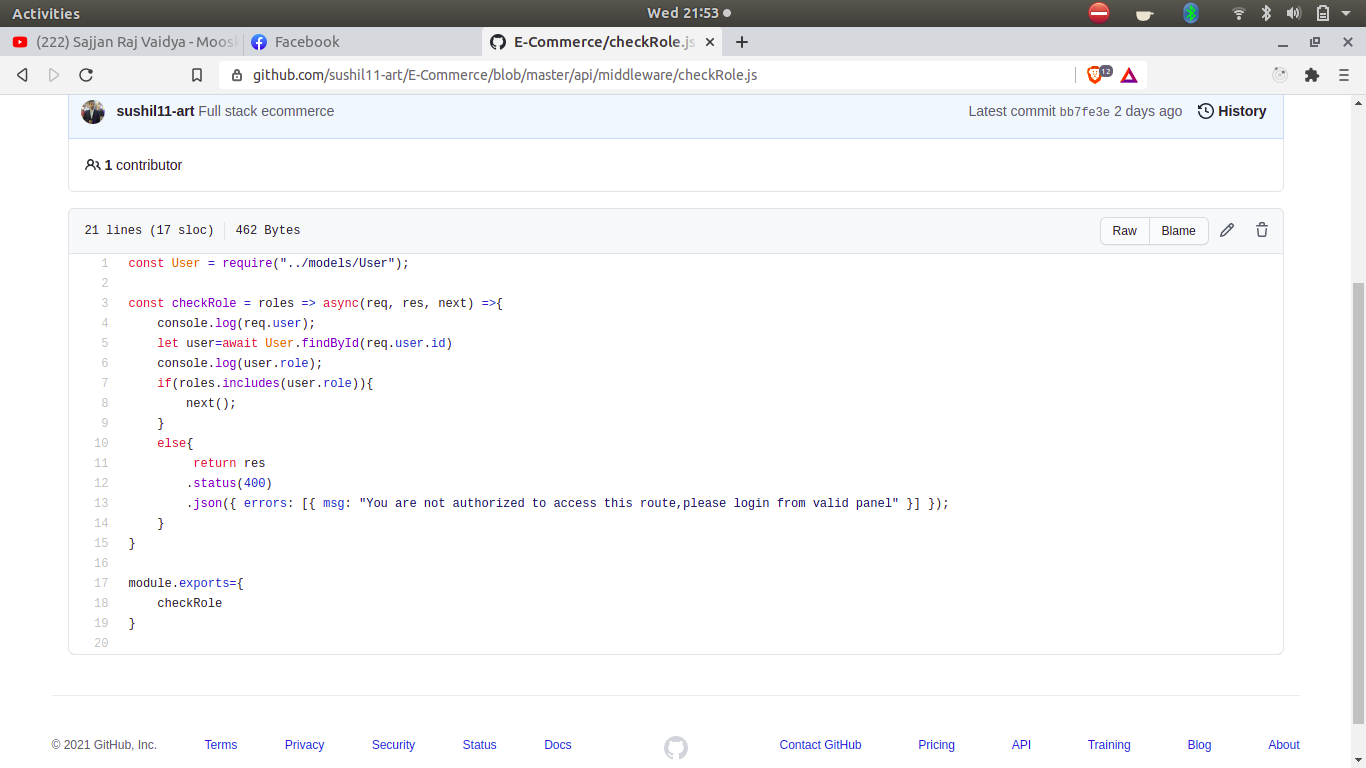 Activities
Wed 21:53
(222) Sajjan Raj Vaidya - Moosk
Facebook
E-Commerce/checkRole.js
github.com/sushil11-art/E-Commerce/blob/master/api/middleware/checkRole.js
12
sushil11-art Full stack ecommerce
Latest commit bb7fe3e 2 days ago
History
1 contributor
21 lines (17 sloc)
462 Bytes
Raw
Blame
1 const User = require("../models/User");
2
3 const checkRole = roles => async(req, res, next) =>{
4 console.log(req.user);
5 let user=await User.findById(req.user.id)
6 console.log(user.role);
7 if(roles.includes(user.role)){
8 next();
9 }
10 else{
11 return res
12 .status(400)
13 .json({ errors: [{ msg: "You are not authorized to access this route,please login from valid panel" }] });
14 }
15 }
16
17 module.exports={
18 checkRole
19 }
20
© 2021 GitHub, Inc.
Terms
Privacy
Security
Status
Docs
Contact GitHub
Pricing
API
Training
Blog
About